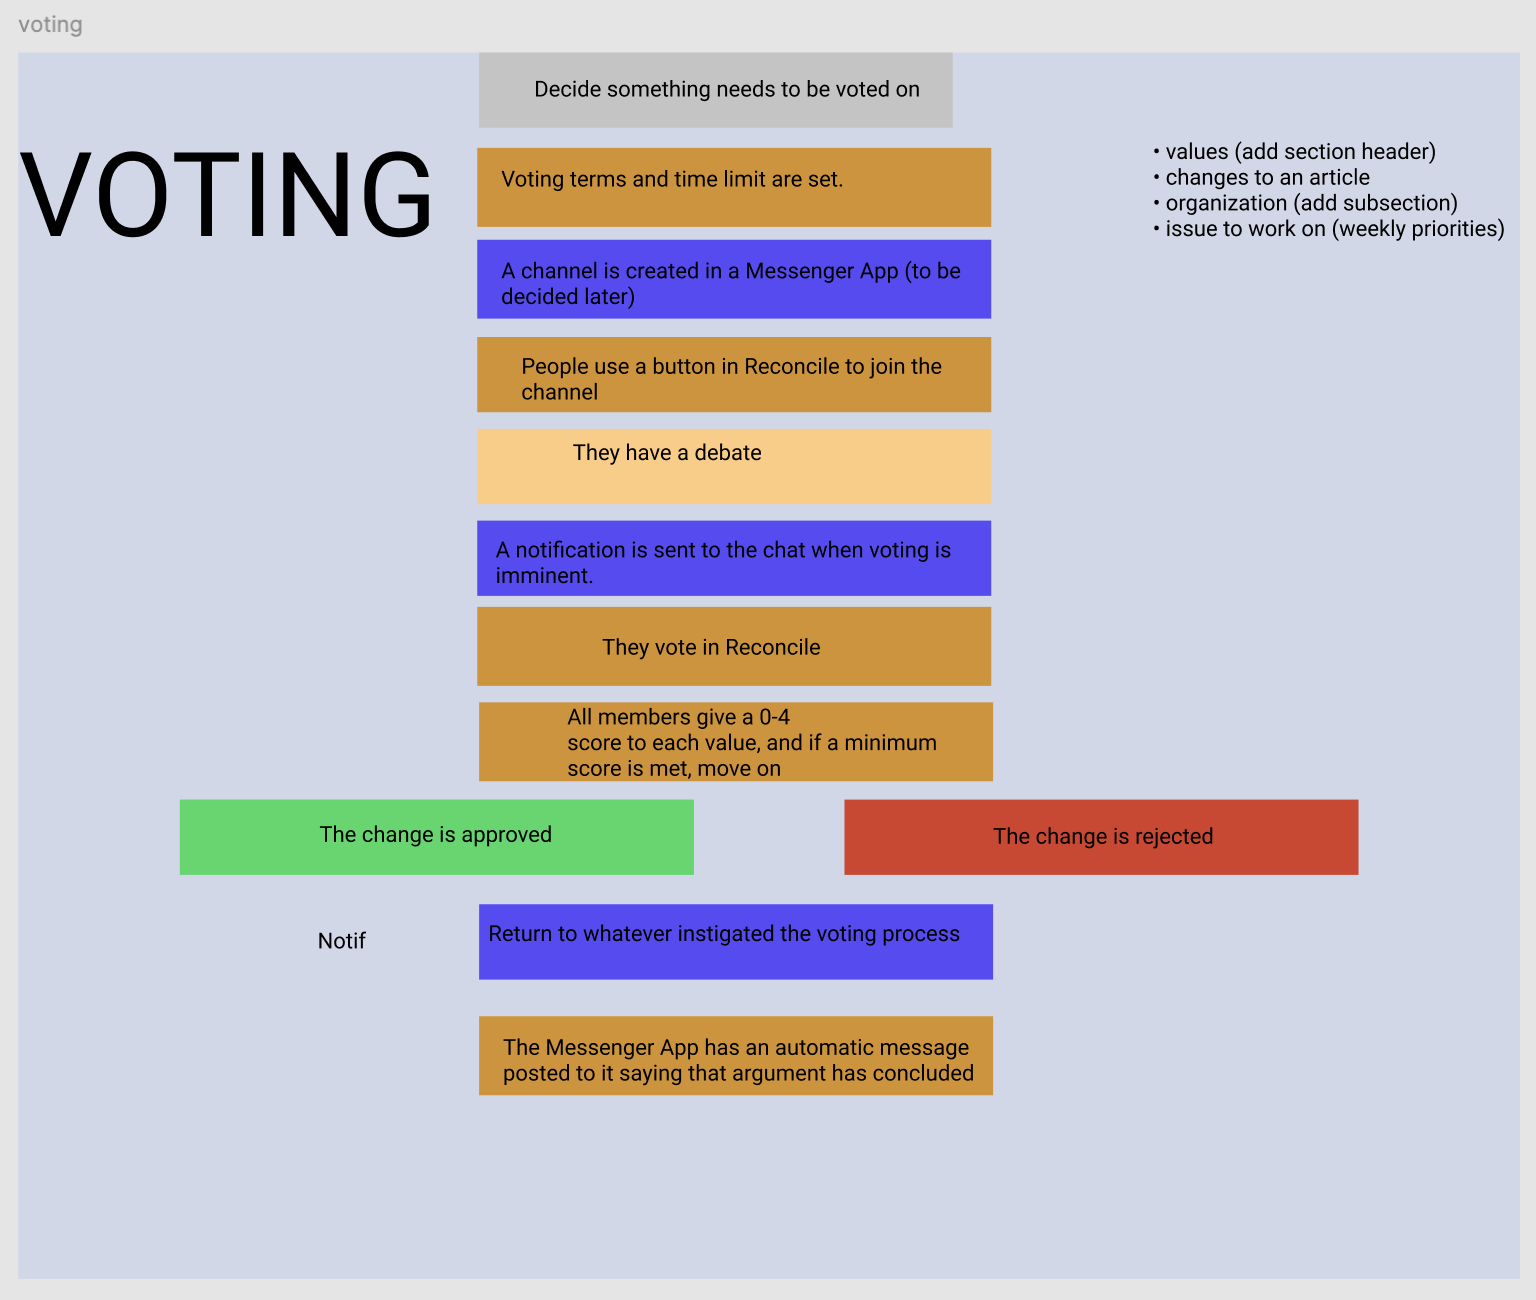 voting
Decide something needs to be voted on
VOTING
• values (add section header)
• changes to an article
• organization (add subsection)
• issue to work on (weekly priorities)
Voting terms and time limit are set.
A channel is created in a Messenger App (to be
decided later)
People use a button in Reconcile to join the
channel
They have a debate
A notification is sent to the chat when voting is
imminent.
They vote in Reconcile
All members give a 0-4
score to each value, and if a minimum
score is met, move on
The change is approved
The change is rejected
Notif
Return to whatever instigated the voting process
The Messenger App has an automatic message
posted to it saying that argument has concluded